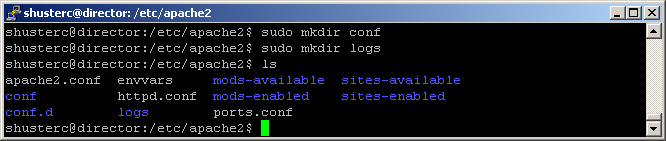 shusterc@director: /etc/apache2
shusterc@director:/etc/apache2$ sudo mkdir conf
shusterc@director:/etc/apache2$ sudo mkdir logs
shusterc@director:/etc/apache2$ ls
apache2.conf envvars mods-available sites-available
conf httpd.conf mods-enabled sites-enabled
conf.d logs ports.conf
shusterc@director:/etc/apache2$